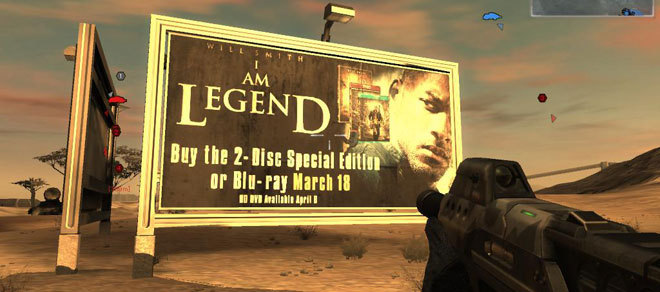 WILL SMITH
I
AM
LEGEND
Buy the 2-Disc Special Edition
or Blu-ray March 18
HD DVD Available April 8